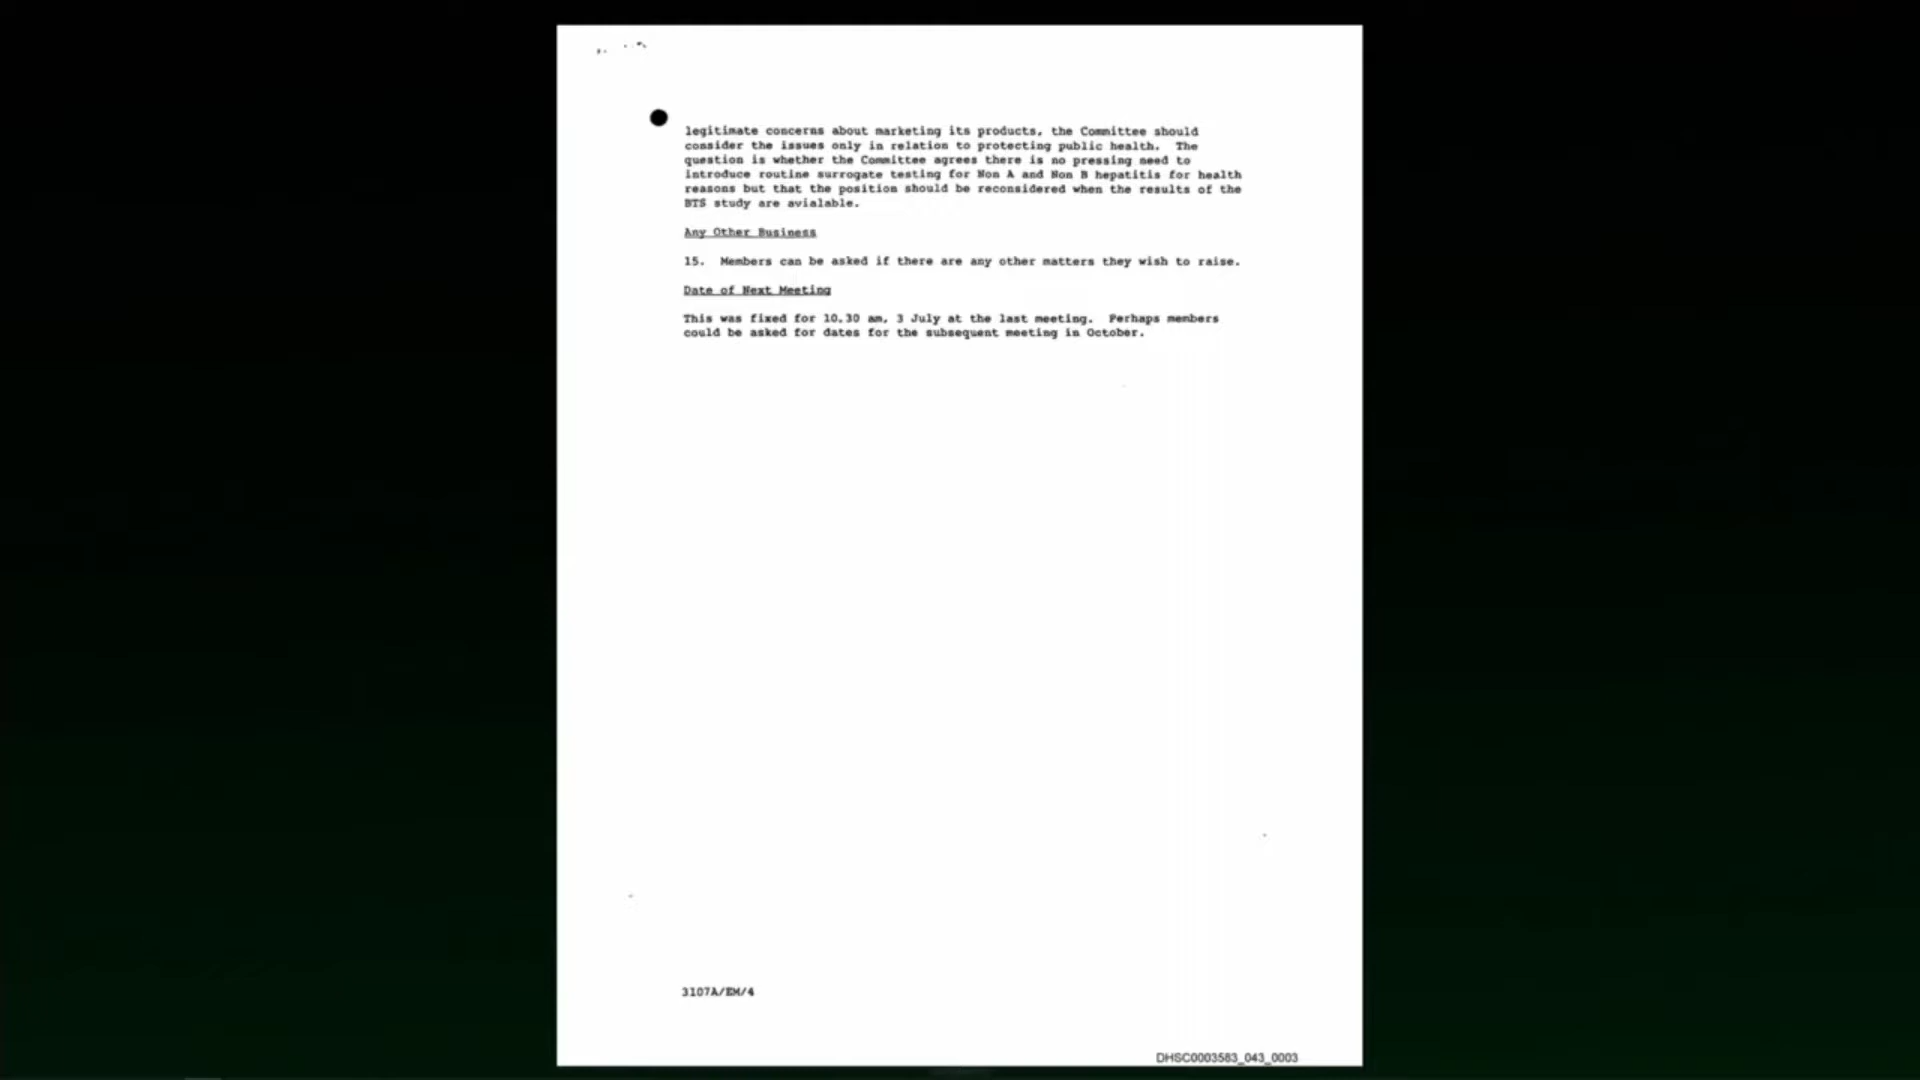 legitimate concerns about marketing its products, the Committee should
consider the issues only in relation to protecting public health.  The
question is whether the Committee agrees there is no pressing need to
introduce routine surrogate testing for Non A and Non B hepatitis for health
reasons but that the position should be reconsidered when the results of the
BTS study are avialable.
Any Other Business
15.  Members can be asked if there are any other matters they wish to raise.
Date of Next Meeting
This was fixed for 10.30 am, 3 July at the last meeting.  Perhaps members
could be asked for dates for the subsequent meeting in October.
3107A/EM/4
DHSC0003583_043_0003